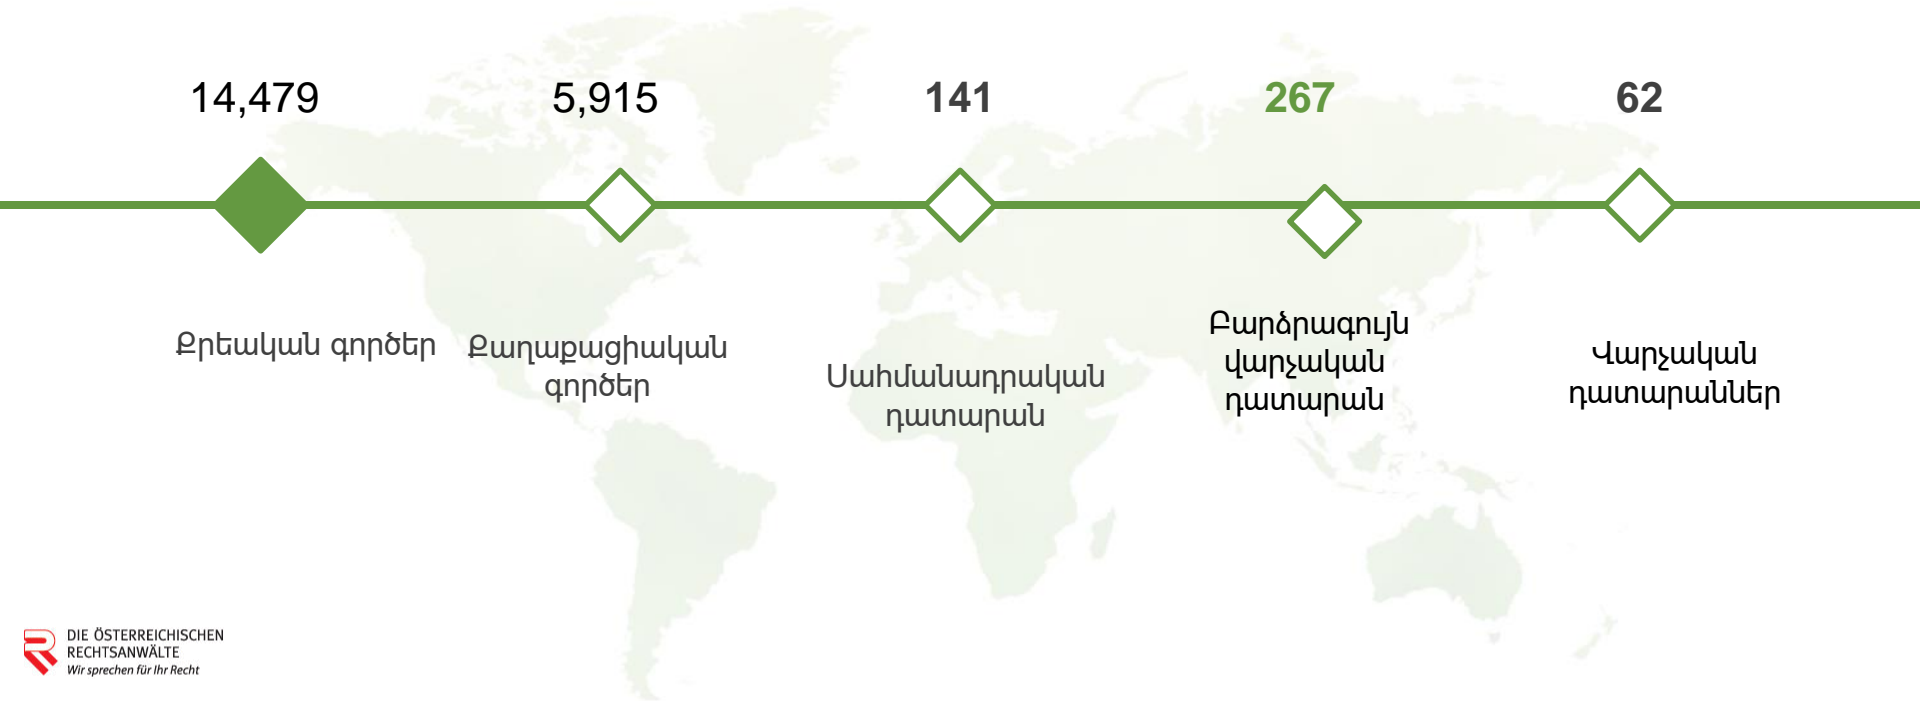 14,479
5,915
141
267
62
Քրեական գործեր
Քաղաքացիական
գործեր
Սահմանադրական
դատարան
Բարձրագույն
վարչական
դատարան
Վարչական
դատարաններ
DIE ÖSTERREICHISCHEN
RECHTSANWÄLTE
Wir sprechen für Ihr Recht